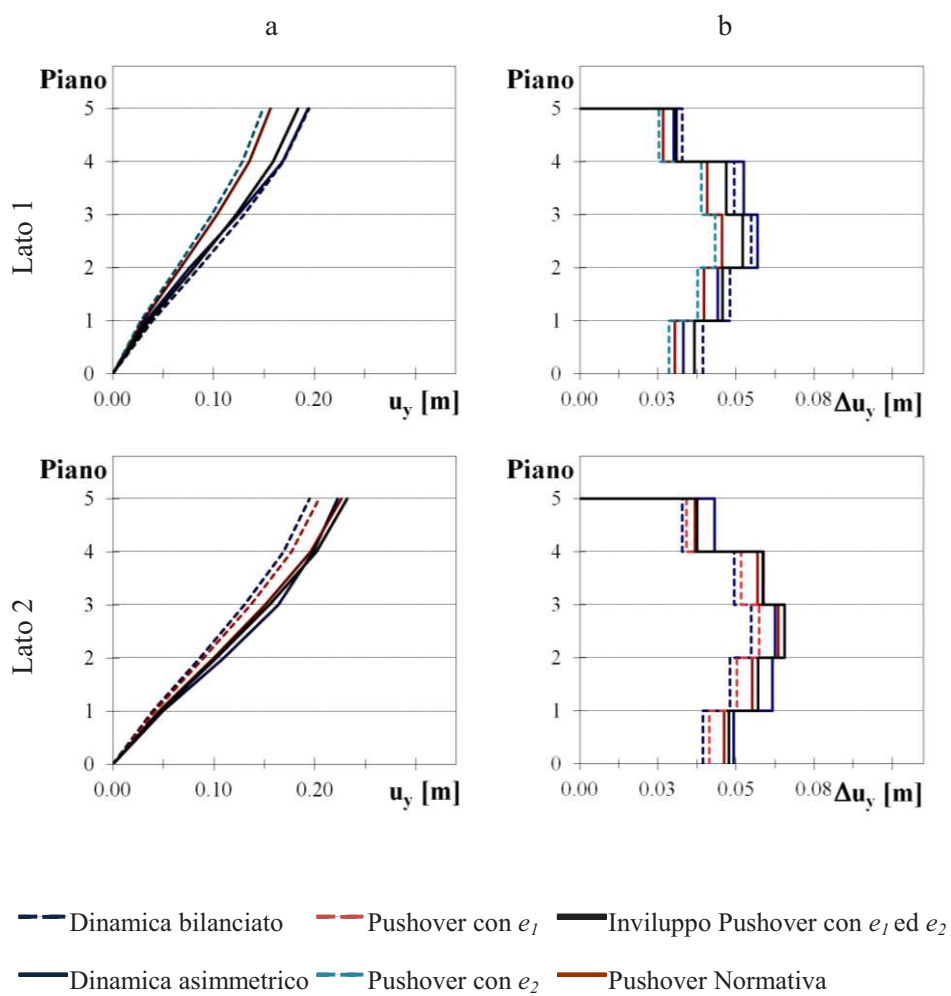 a
b
Piano
5
4
3
2
1
0
0.00
0.10
0.20
u_y [m]
Lato 1
Piano
5
4
3
2
1
0
0.00
0.03
0.05
0.08
Δu_y [m]
Piano
5
4
3
2
1
0
0.00
0.10
0.20
u_y [m]
Lato 2
Piano
5
4
3
2
1
0
0.00
0.03
0.05
0.08
Δu_y [m]
Dinamica bilanciato
Pushover con e_1
Inviluppo Pushover con e_1 ed e_2
Dinamica asimmetrico
Pushover con e_2
Pushover Normativa